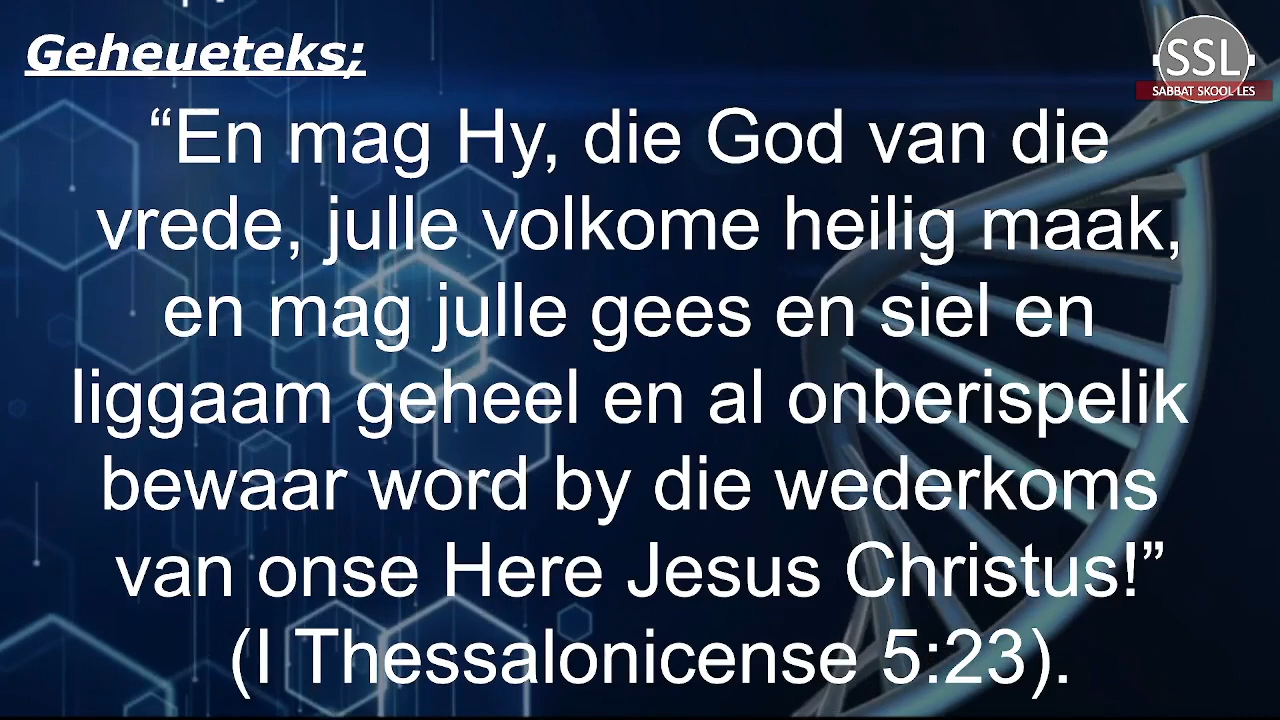 Geheueteks;
SSL
SABBAT SKOOL LES
“En mag Hy, die God van die
vrede, julle volkome heilig maak,
en mag julle gees en siel en
liggaam geheel en al onberispelik
bewaar word by die wederkoms
van onse Here Jesus Christus!”
(I Thessalonicense 5:23).